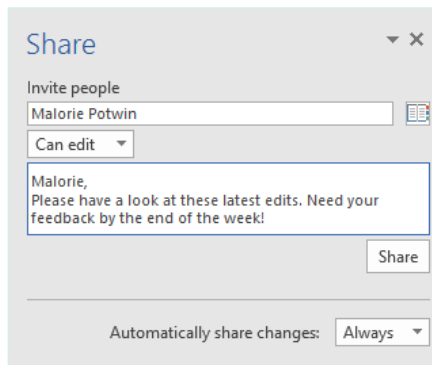 Share
Invite people
Malorie Potwin
Can edit
Malorie,
Please have a look at these latest edits. Need your
feedback by the end of the week!
Share
Automatically share changes: Always